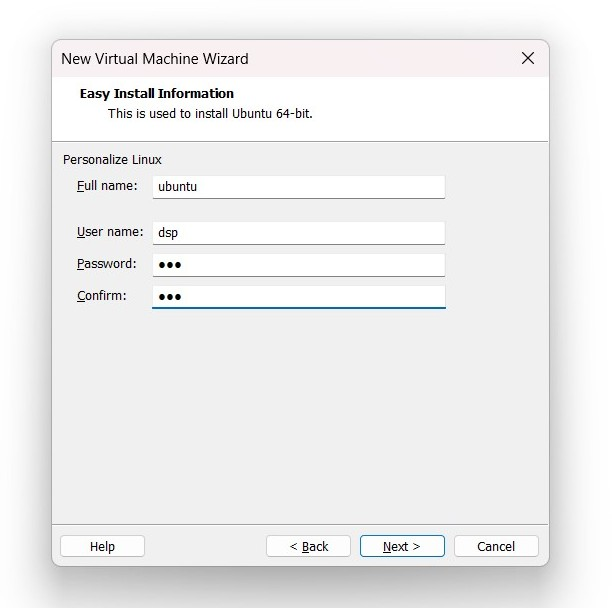 New Virtual Machine Wizard
Easy Install Information
This is used to install Ubuntu 64-bit.
Personalize Linux
Full name: ubuntu
User name: dsp
Password: ●●●
Confirm: ●●●
Help < Back Next > Cancel